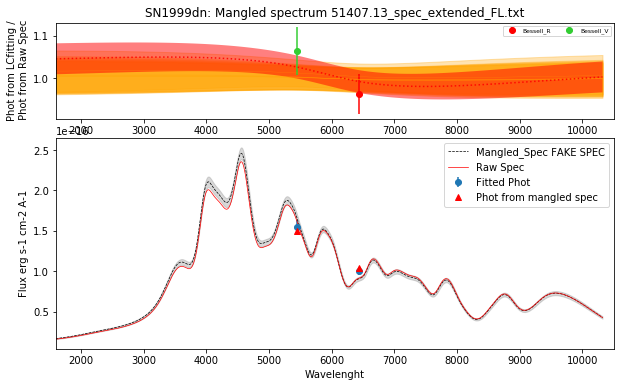 SN1999dn: Mangled spectrum 51407.13_spec_extended_FL.txt
Phot from LCfitting /
Phot from Raw Spec
1.1
1.0
Bessell_R
Bessell_V
2000 3000 4000 5000 6000 7000 8000 9000 10000
1e−16
Flux erg s-1 cm-2 A-1
2.5
2.0
1.5
1.0
0.5
Mangled_Spec FAKE SPEC
Raw Spec
Fitted Phot
Phot from mangled spec
2000 3000 4000 5000 6000 7000 8000 9000 10000
Wavelenght